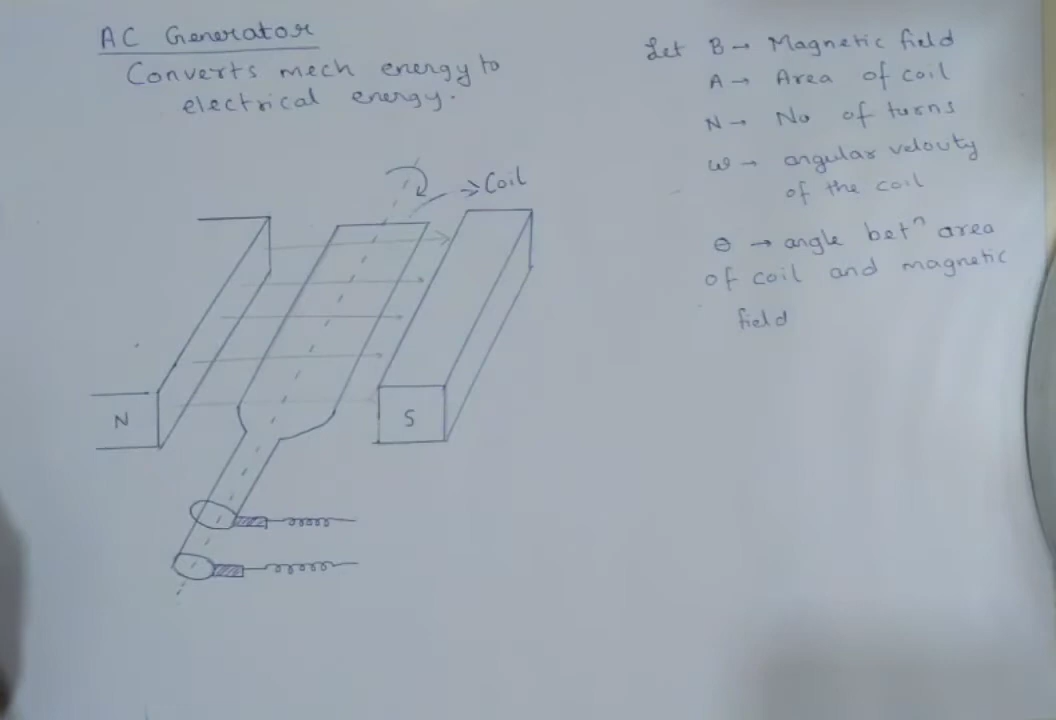 AC Generator
Converts mech energy to
electrical energy.
Let B → Magnetic field
A → Area of coil
N → No of turns
ω → angular velouty
of the coil
θ → angle betⁿ area
of coil and magnetic
field
→ Coil
N
S